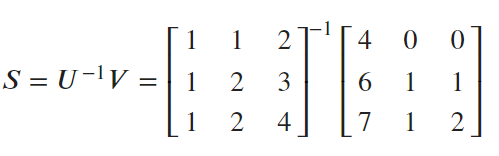 S = U⁻¹V = [1 1 2; 1 2 3; 1 2 4]⁻¹ [4 0 0; 6 1 1; 7 1 2]